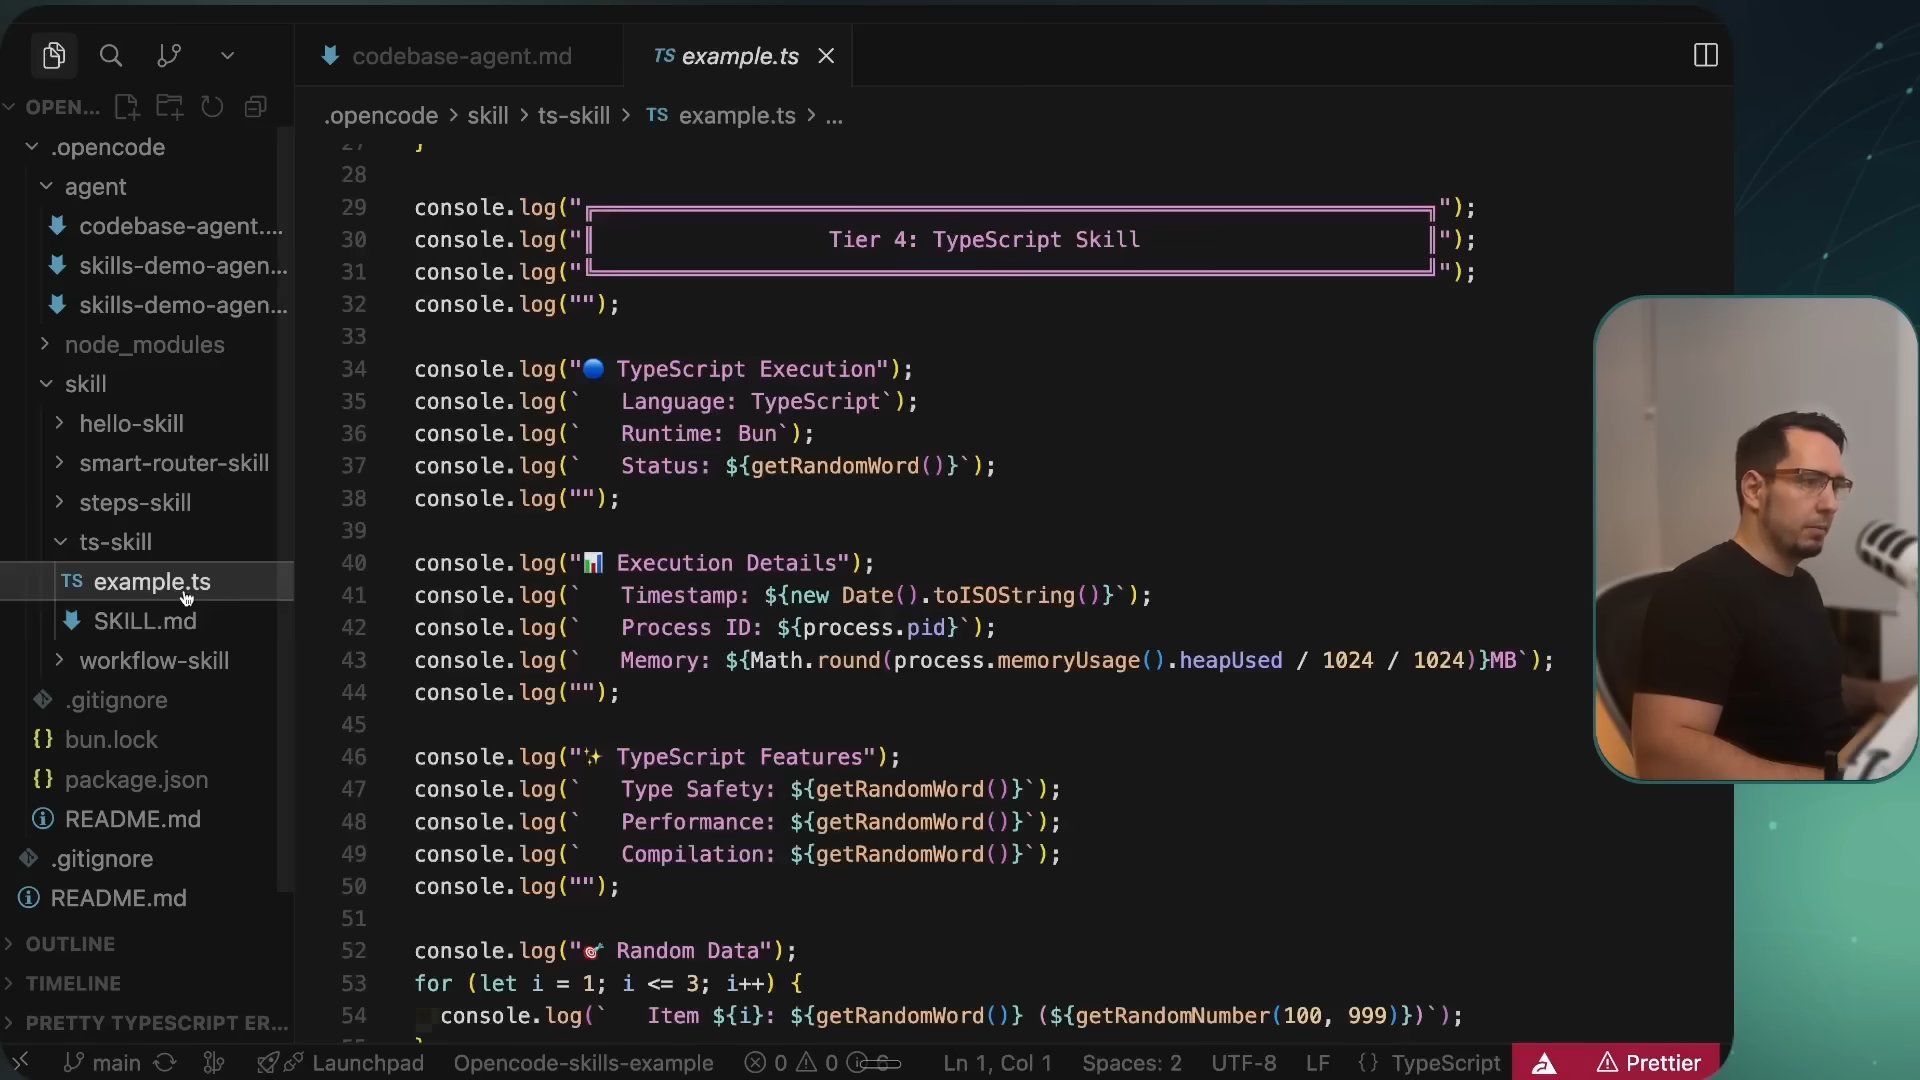 codebase-agent.md
TS example.ts
OPEN...
.opencode > skill > ts-skill > TS example.ts > ...
.opencode
agent
codebase-agent....
skills-demo-agen...
skills-demo-agen...
node_modules
skill
hello-skill
smart-router-skill
steps-skill
ts-skill
TS example.ts
SKILL.md
workflow-skill
.gitignore
{} bun.lock
{} package.json
README.md
.gitignore
README.md
OUTLINE
TIMELINE
PRETTY TYPESCRIPT ER...
27 }
28
29 console.log("╔═════════════════════════════════════════════════════════════════╗");
30 console.log("║                  Tier 4: TypeScript Skill                       ║");
31 console.log("╚═════════════════════════════════════════════════════════════════╝");
32 console.log("");
33
34 console.log("🔵 TypeScript Execution");
35 console.log(`   Language: TypeScript`);
36 console.log(`   Runtime: Bun`);
37 console.log(`   Status: ${getRandomWord()}`);
38 console.log("");
39
40 console.log("📊 Execution Details");
41 console.log(`   Timestamp: ${new Date().toISOString()}`);
42 console.log(`   Process ID: ${process.pid}`);
43 console.log(`   Memory: ${Math.round(process.memoryUsage().heapUsed / 1024 / 1024)}MB`);
44 console.log("");
45
46 console.log("✨ TypeScript Features");
47 console.log(`   Type Safety: ${getRandomWord()}`);
48 console.log(`   Performance: ${getRandomWord()}`);
49 console.log(`   Compilation: ${getRandomWord()}`);
50 console.log("");
51
52 console.log("🎯 Random Data");
53 for (let i = 1; i <= 3; i++) {
54   console.log(`   Item ${i}: ${getRandomWord()} (${getRandomNumber(100, 999)})`);
main
Launchpad
Opencode-skills-example
0
0
Ln 1, Col 1
Spaces: 2
UTF-8
LF
{} TypeScript
Prettier